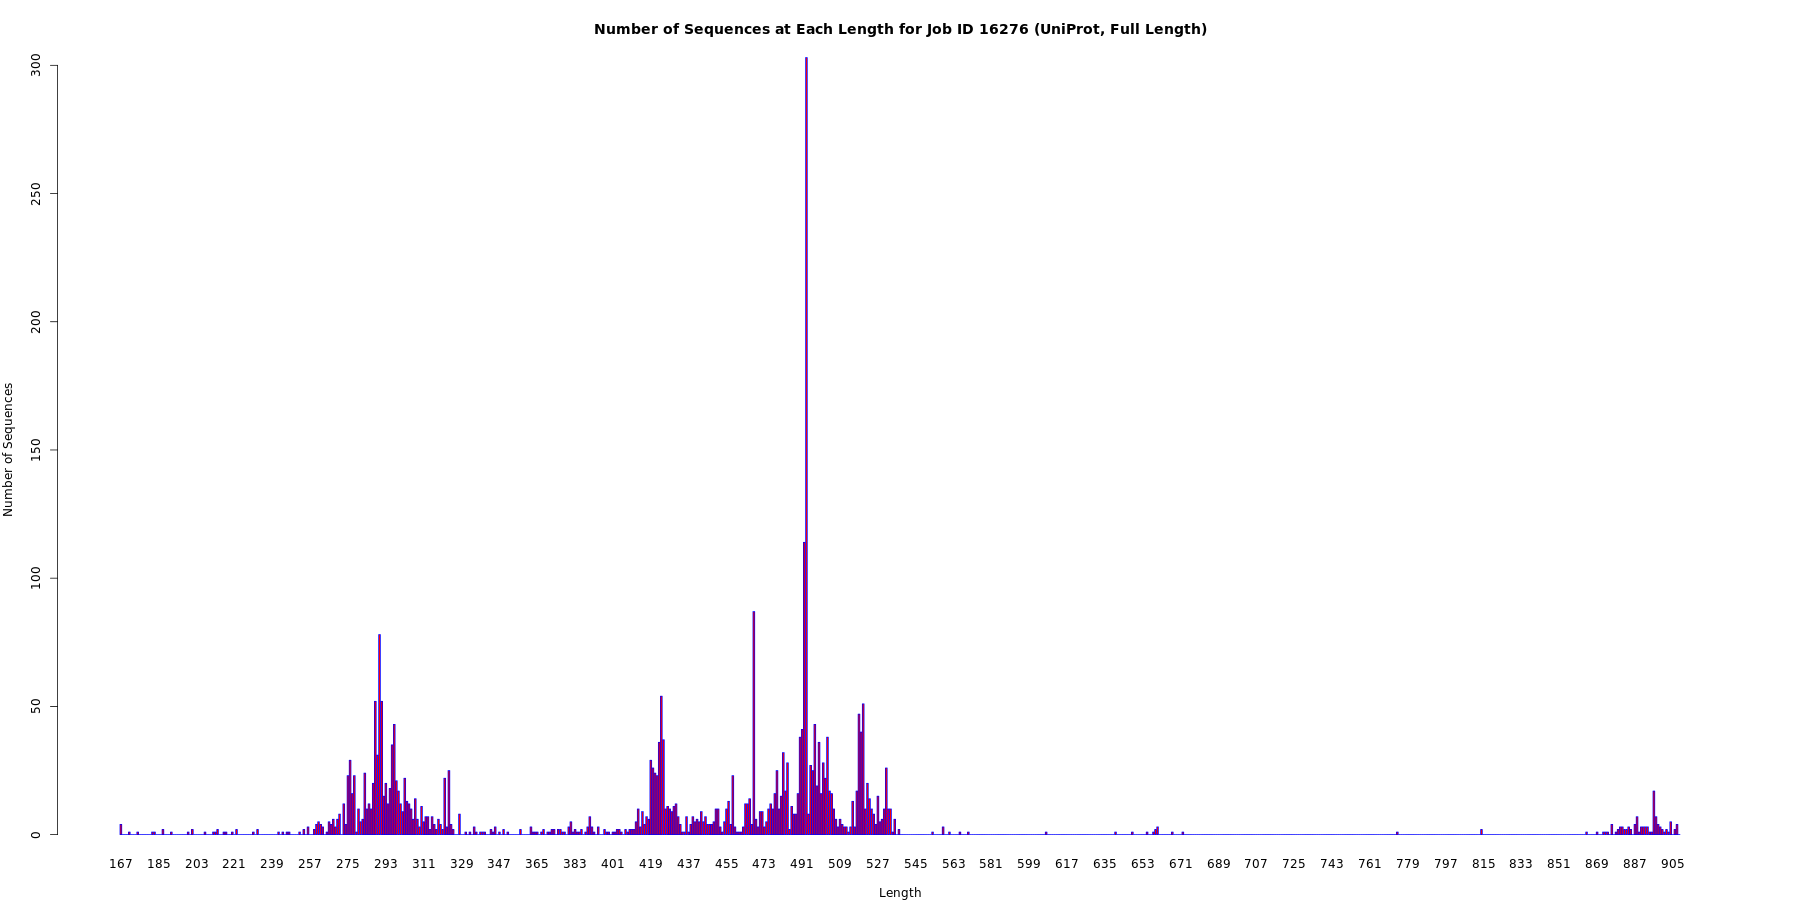 Number of Sequences at Each Length for Job ID 16276 (UniProt, Full Length)
Number of Sequences
300
250
200
150
100
50
0
167 185 203 221 239 257 275 293 311 329 347 365 383 401 419 437 455 473 491 509 527 545 563 581 599 617 635 653 671 689 707 725 743 761 779 797 815 833 851 869 887 905
Length